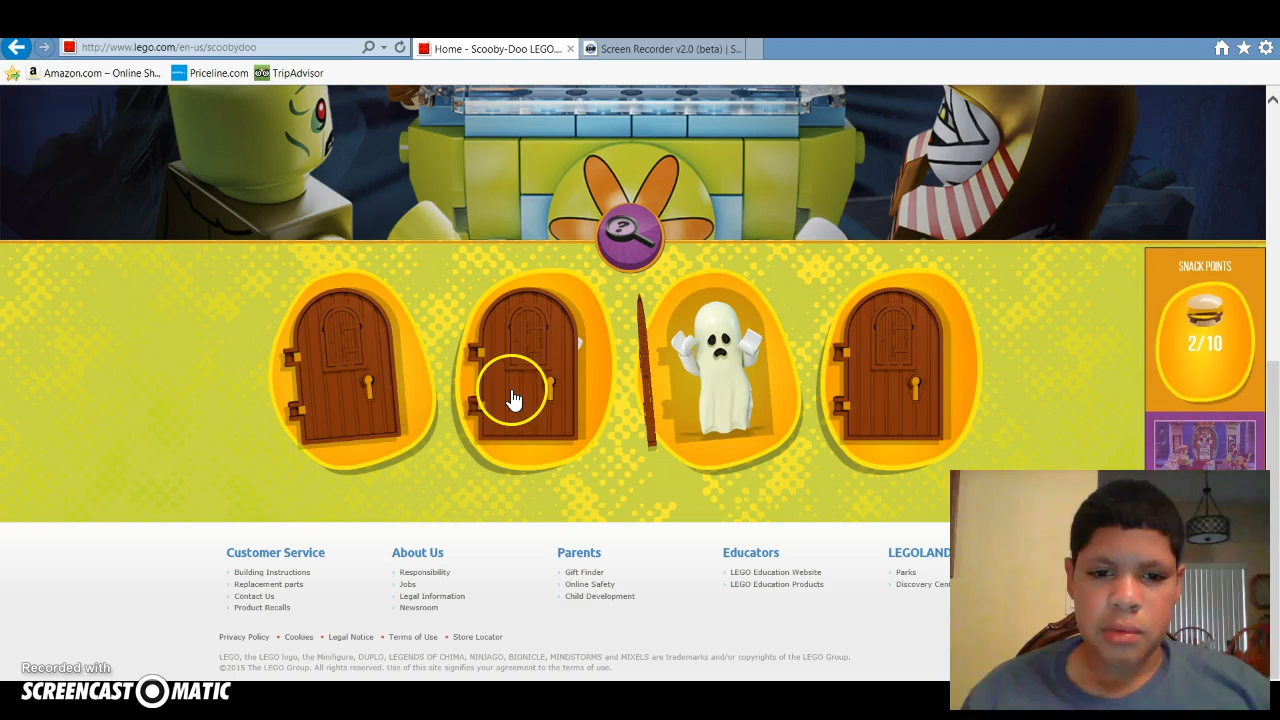 http://www.lego.com/en-us/scoobydoo
Home - Scooby-Doo LEGO....
Screen Recorder v2.0 (beta) | S...
Amazon.com – Online Sh...
Priceline.com
TripAdvisor
?
SNACK POINTS
2/10
Customer Service
Building Instructions
Replacement parts
Contact Us
Product Recalls
About Us
Responsibility
Jobs
Legal Information
Newsroom
Parents
Gift Finder
Online Safety
Child Development
Educators
LEGO Education Website
LEGO Education Products
LEGOLAND
Parks
Discovery Cen
Privacy Policy • Cookies • Legal Notice • Terms of Use • Store Locator
LEGO, the LEGO logo, the Minifigure, DUPLO, LEGENDS OF CHIMA, NINJAGO, BIONICLE, MINDSTORMS and MIXELS are trademarks and/or copyrights of the LEGO Group.
©2015 The LEGO Group. All rights reserved. Use of this site signifies your agreement to the terms of use.
Recorded with
SCREENCAST O MATIC